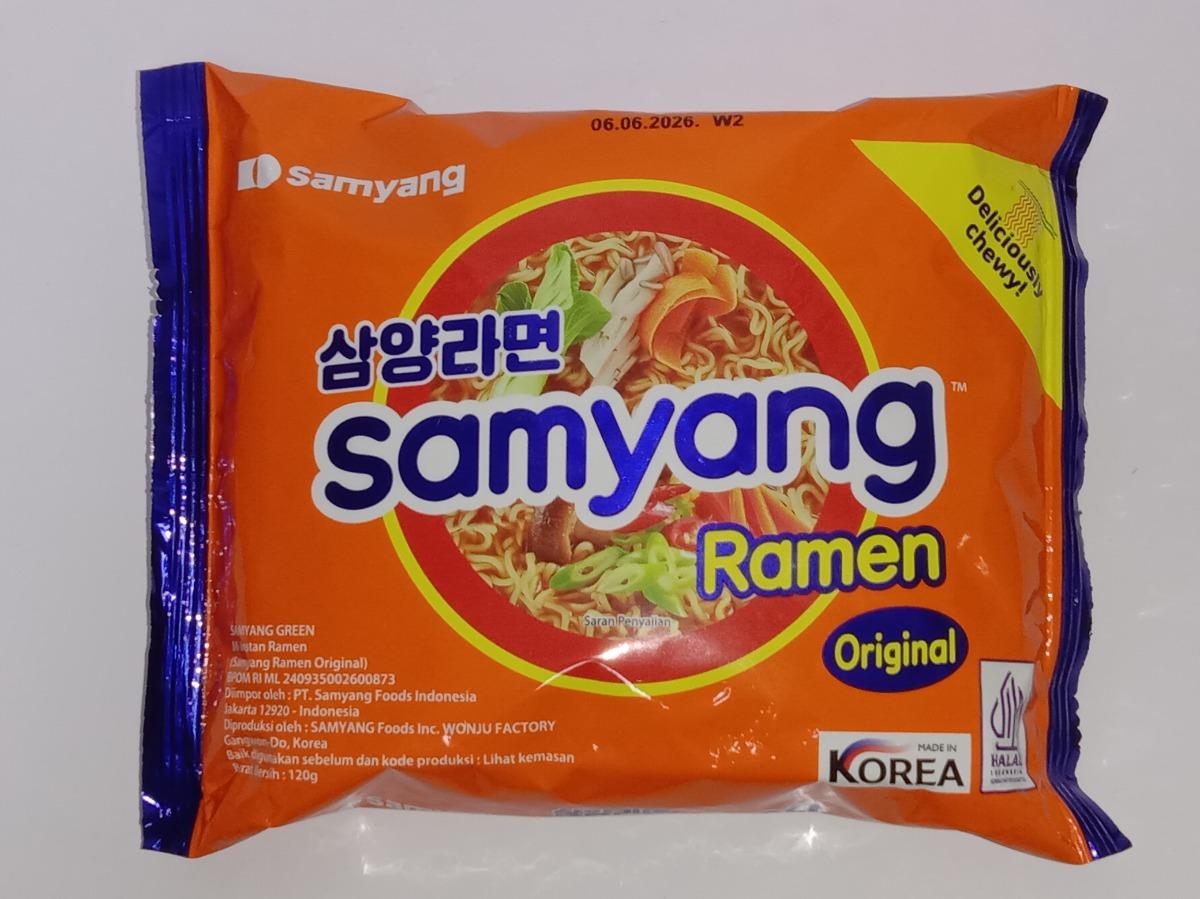 06.06.2026. W2
samyang
Deliciously
chewy!
삼양라면
samyang™
Ramen
Original
Saran Penyajian
SAMYANG GREEN
Ramen
(Samyang Ramen Original)
BPOM RI ML 240935002600873
Diimpor oleh : PT. Samyang Foods Indonesia
Jakarta 12920 - Indonesia
Diproduksi oleh : SAMYANG Foods Inc. WONJU FACTORY
Gangwon-Do, Korea
Baik digunakan sebelum dan kode produksi : Lihat kemasan
Berat Bersih : 120g
MADE IN
KOREA
HALAL
INDONESIA